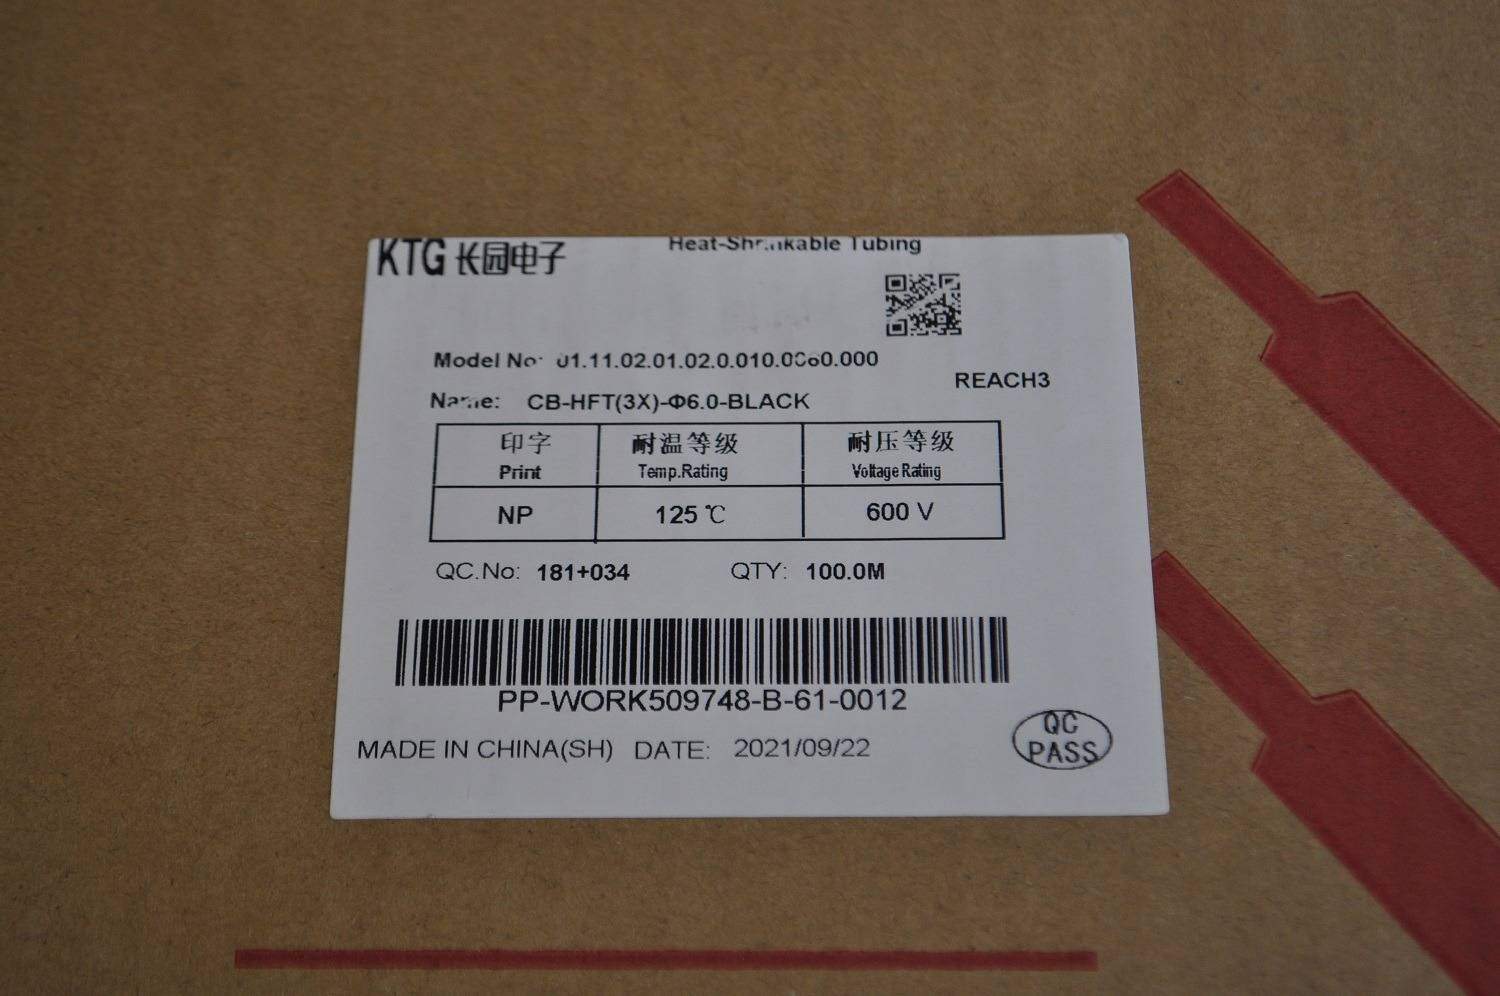 KTG 长园电子
Heat-Shrinkable Tubing
Model No: 01.11.02.01.02.0.010.0060.000
REACH3
Name: CB-HFT(3X)-Φ6.0-BLACK
印字 耐温等级 耐压等级
Print Temp.Rating Voltage Rating
NP 125 ℃ 600 V
QC.No: 181+034 QTY: 100.0M
PP-WORK509748-B-61-0012
MADE IN CHINA(SH) DATE: 2021/09/22
QC
PASS